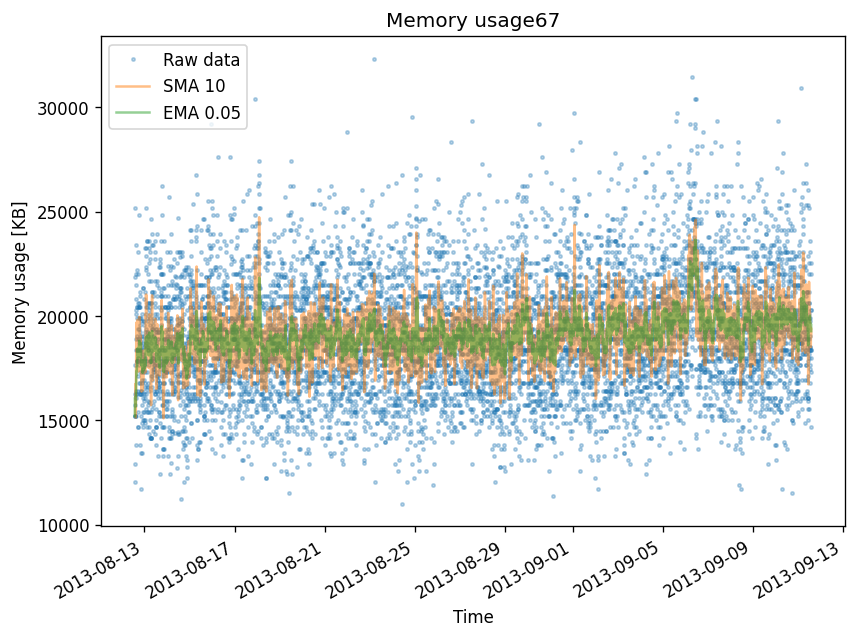 Memory usage67
Raw data
SMA 10
EMA 0.05
30000
25000
20000
15000
10000
Memory usage [KB]
2013-08-13
2013-08-17
2013-08-21
2013-08-25
2013-08-29
2013-09-01
2013-09-05
2013-09-09
2013-09-13
Time